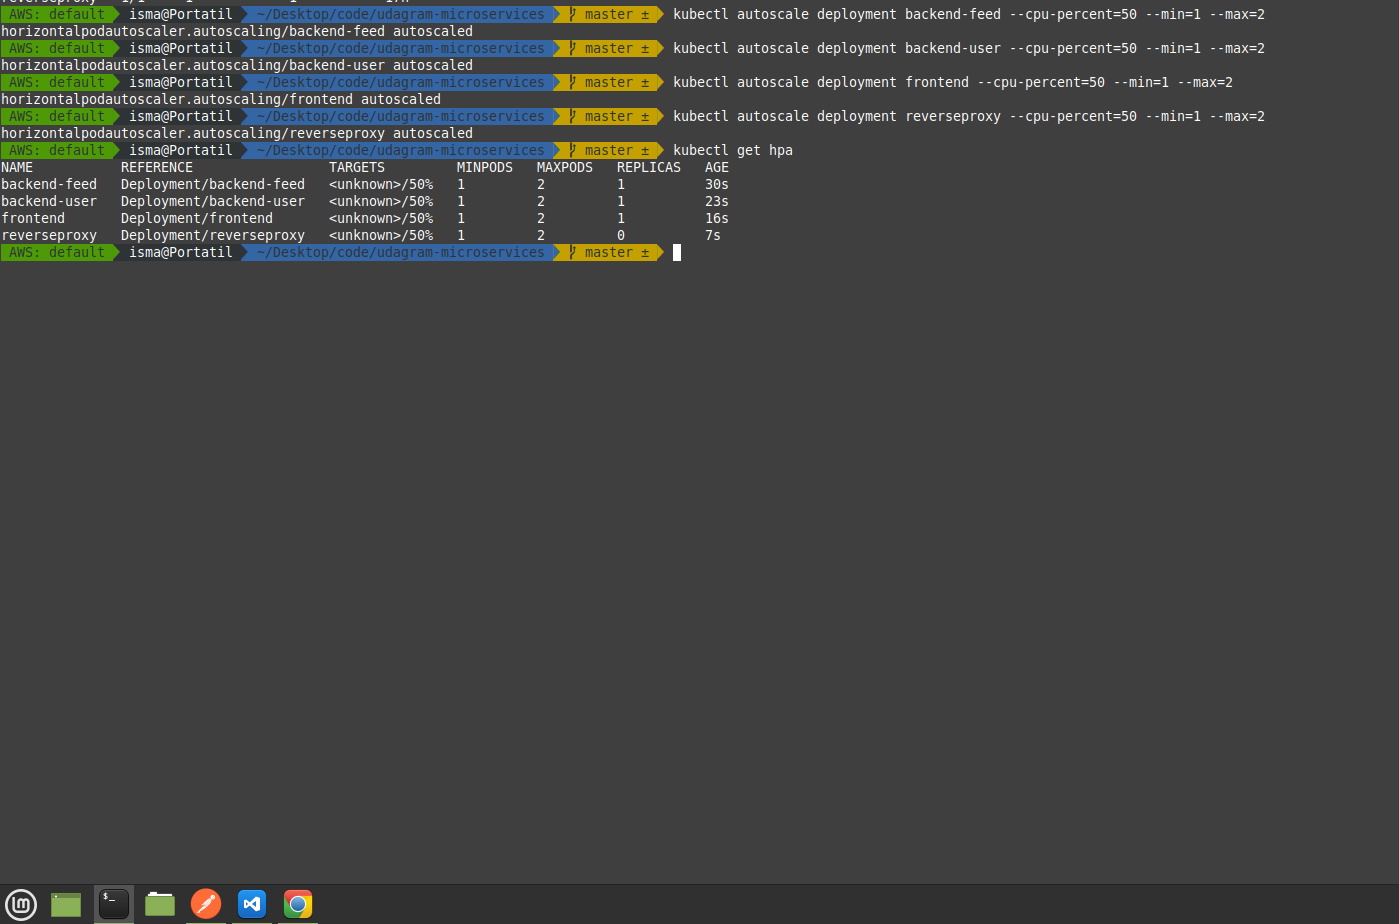 AWS: default isma@Portatil ~/Desktop/code/udagram-microservices master ± kubectl autoscale deployment backend-feed --cpu-percent=50 --min=1 --max=2
horizontalpodautoscaler.autoscaling/backend-feed autoscaled
AWS: default isma@Portatil ~/Desktop/code/udagram-microservices master ± kubectl autoscale deployment backend-user --cpu-percent=50 --min=1 --max=2
horizontalpodautoscaler.autoscaling/backend-user autoscaled
AWS: default isma@Portatil ~/Desktop/code/udagram-microservices master ± kubectl autoscale deployment frontend --cpu-percent=50 --min=1 --max=2
horizontalpodautoscaler.autoscaling/frontend autoscaled
AWS: default isma@Portatil ~/Desktop/code/udagram-microservices master ± kubectl autoscale deployment reverseproxy --cpu-percent=50 --min=1 --max=2
horizontalpodautoscaler.autoscaling/reverseproxy autoscaled
AWS: default isma@Portatil ~/Desktop/code/udagram-microservices master ± kubectl get hpa
NAME REFERENCE TARGETS MINPODS MAXPODS REPLICAS AGE
backend-feed Deployment/backend-feed <unknown>/50% 1 2 1 30s
backend-user Deployment/backend-user <unknown>/50% 1 2 1 23s
frontend Deployment/frontend <unknown>/50% 1 2 1 16s
reverseproxy Deployment/reverseproxy <unknown>/50% 1 2 0 7s
AWS: default isma@Portatil ~/Desktop/code/udagram-microservices master ±